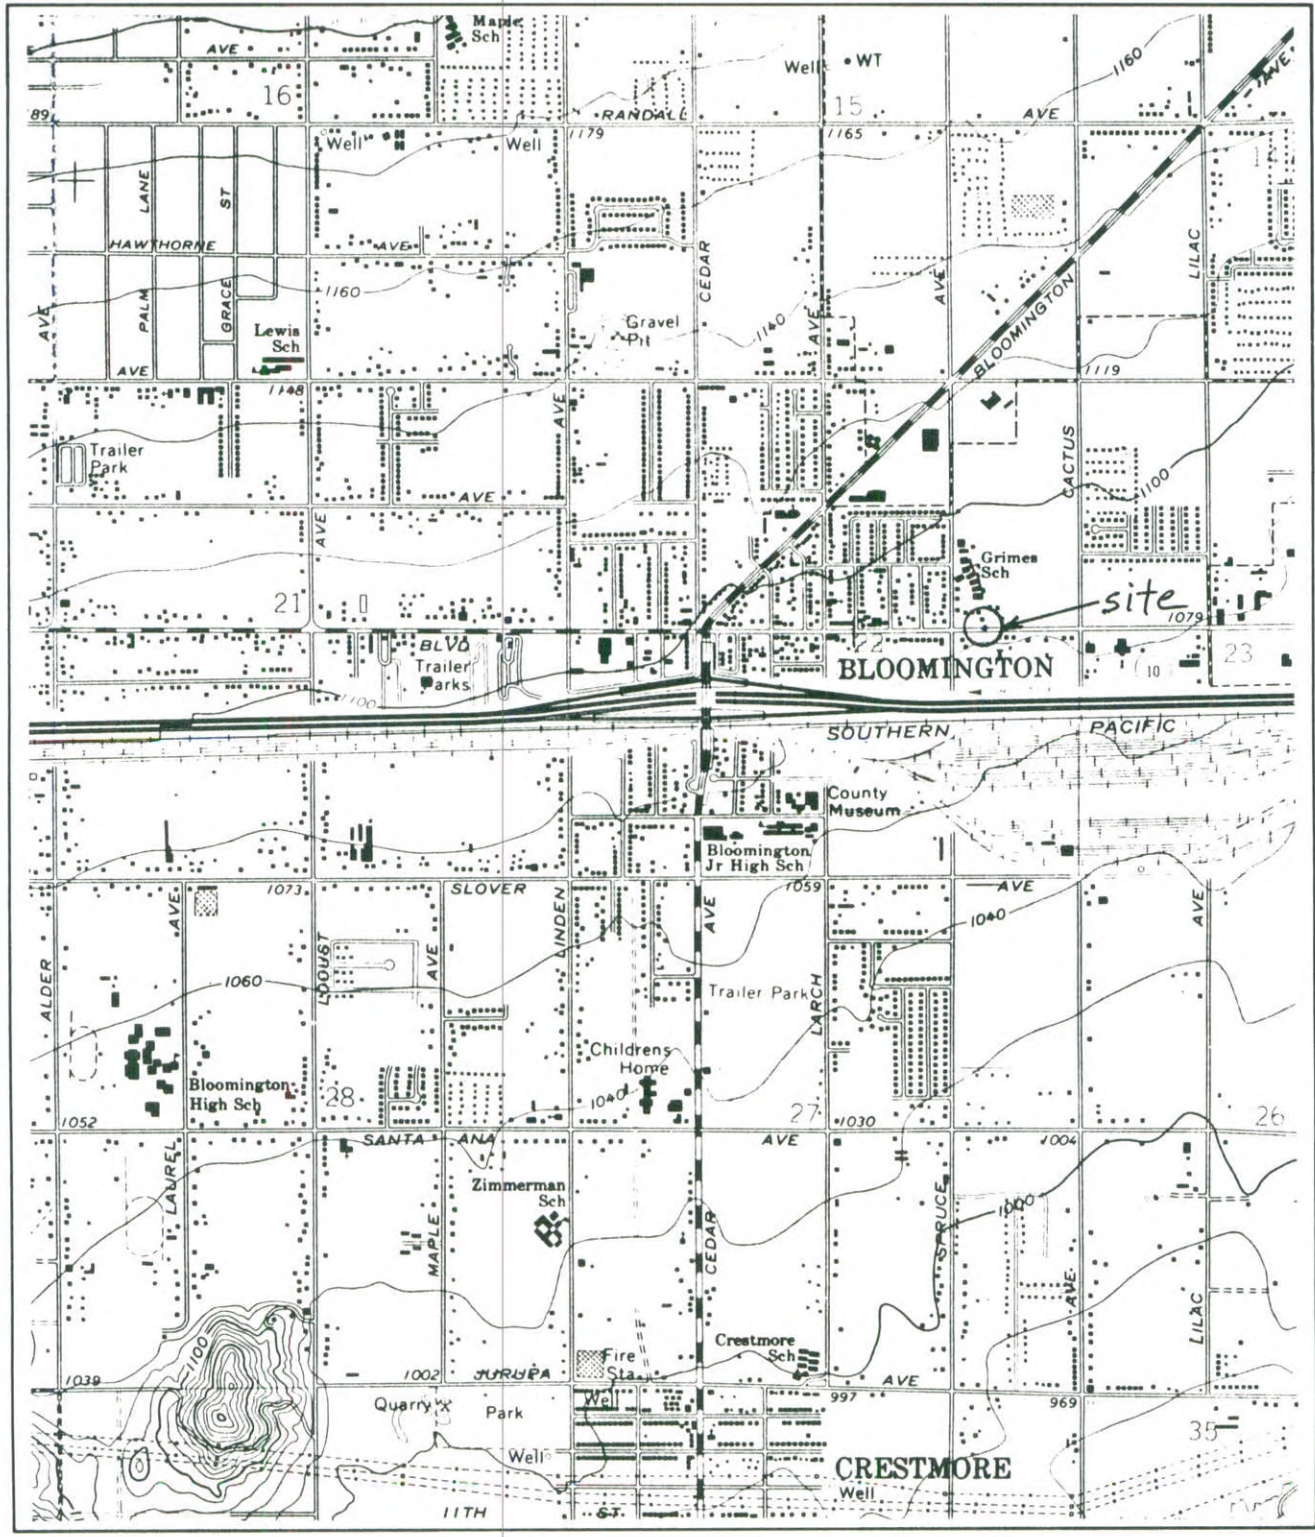 Maple
Sch
AVE
16
Well
WT
15
1160
AVE
89
RANDALL
AVE
1179
1165
Well
Well
LANE
ST
HAWTHORNE
AVE
CEDAR
AVE
LILAC
AVE
PALM
GRACE
1160
Lewis
Sch
Gravel
Pit
1140
AVE
BLOOMINGTON
AVE
1148
1119
Trailer
Park
AVE
AVE
CACTUS
1100
AVE
Grimes
Sch
site
21
1079
BLVD
Trailer
Parks
22
BLOOMINGTON
10
23
1100
SOUTHERN
PACIFIC
County
Museum
Bloomington
Jr High Sch
1073
SLOVER
1059
AVE
AVE
LINDEN
AVE
1040
AVE
ALDER
LOCUST
AVE
1060
Trailer Park
LARCH
Childrens
Home
Bloomington
High Sch
28
1040
27
1052
1030
26
SANTA
ANA
AVE
1004
LAUREL
Zimmerman
Sch
MAPLE
CEDAR
SPRUCE
1000
AVE
LILAC
1100
Crestmore
Sch
Fire
Sta
1039
1002
JURUPA
AVE
997
969
Quarry
Park
Well
35
Well
CRESTMORE
Well
11TH
ST